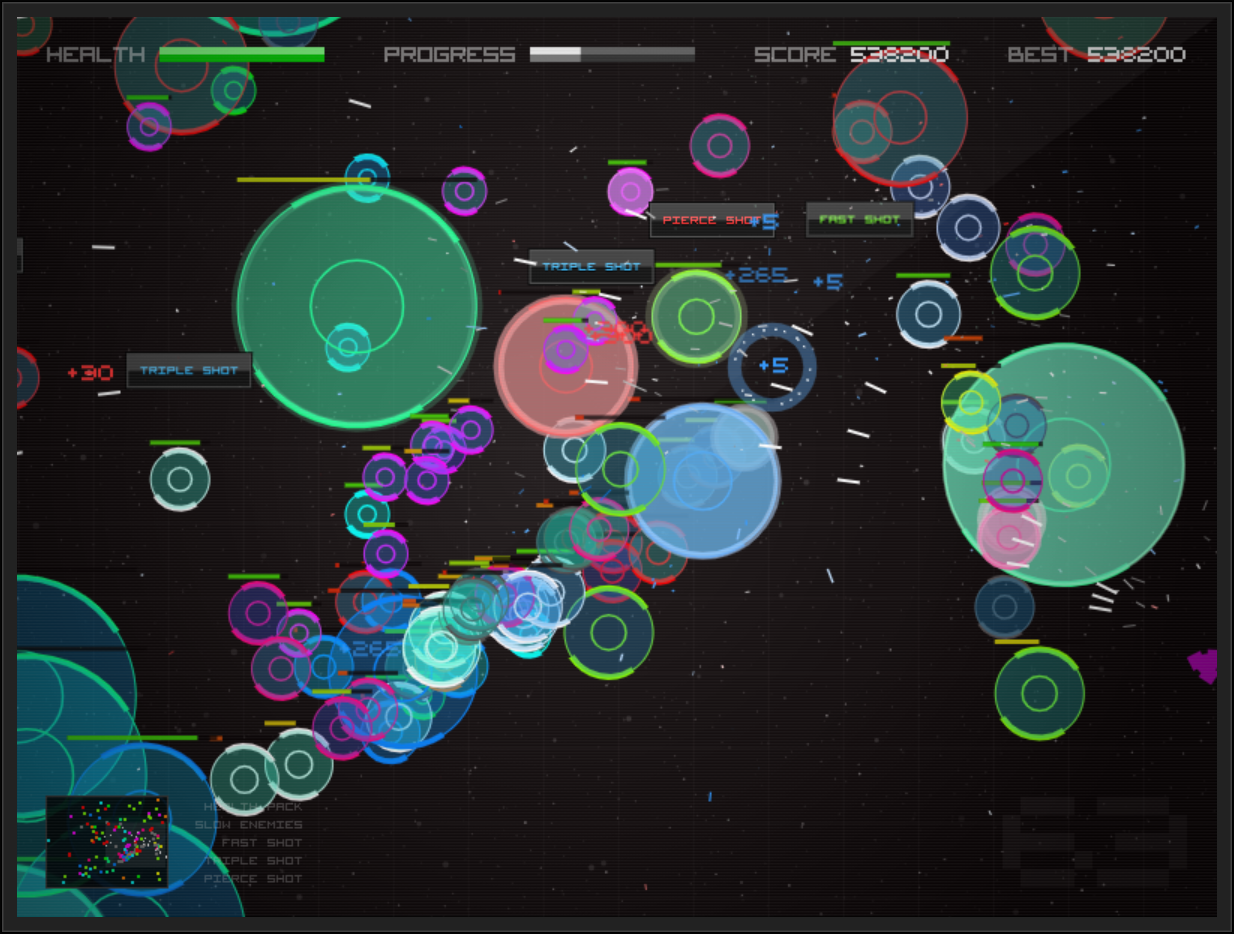 HEALTH PROGRESS SCORE 538200 BEST 538200
PIERCE SHOT +5 FAST SHOT
TRIPLE SHOT +265 +5
+30 TRIPLE SHOT +5
265
HEALTH PACK
SLOW ENEMIES
FAST SHOT
TRIPLE SHOT
PIERCE SHOT